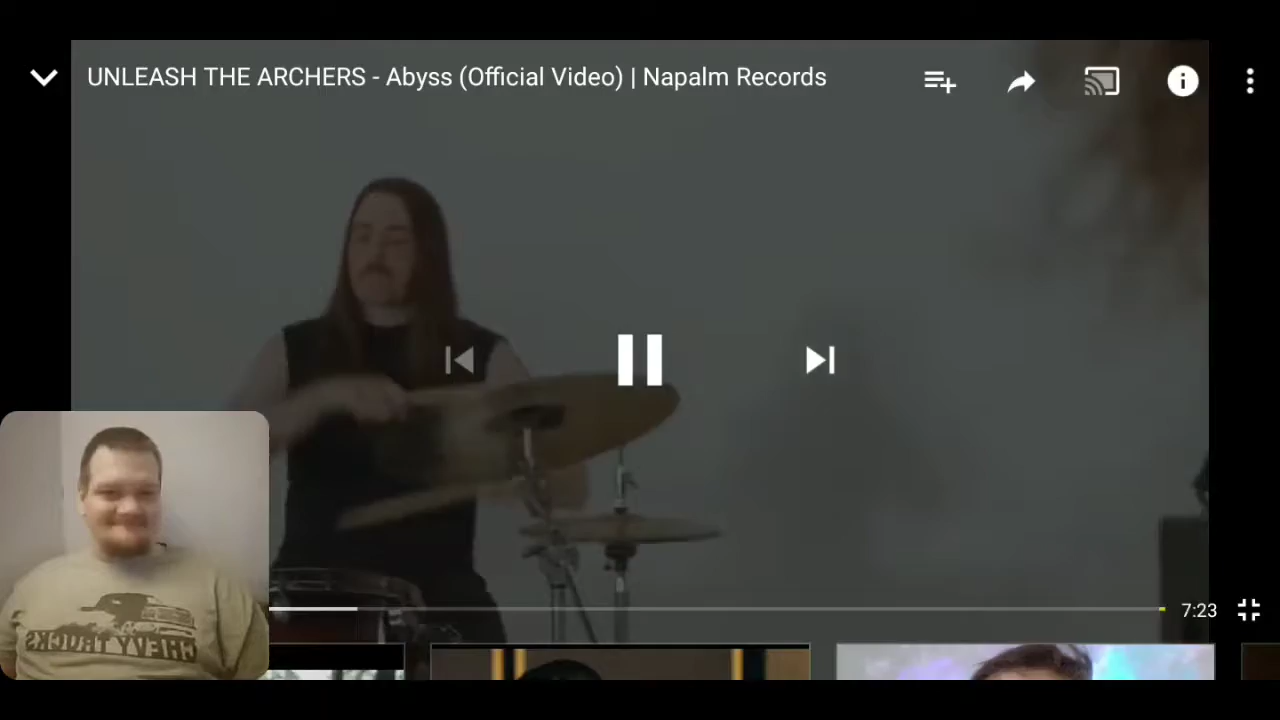 UNLEASH THE ARCHERS - Abyss (Official Video) | Napalm Records
7:23
CHEVY TRUCKS